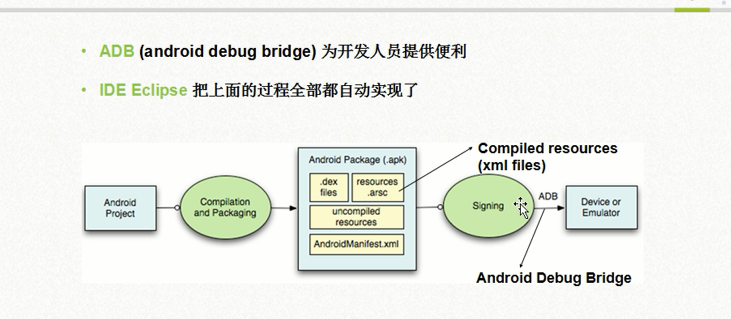 ADB (android debug bridge) 为开发人员提供便利
IDE Eclipse 把上面的过程全部都自动实现了
Android
Project
Compilation
and Packaging
Android Package (.apk)
.dex
files
resources
.arsc
uncompiled
resources
AndroidManifest.xml
Compiled resources
(xml files)
Signing
ADB
Device or
Emulator
Android Debug Bridge